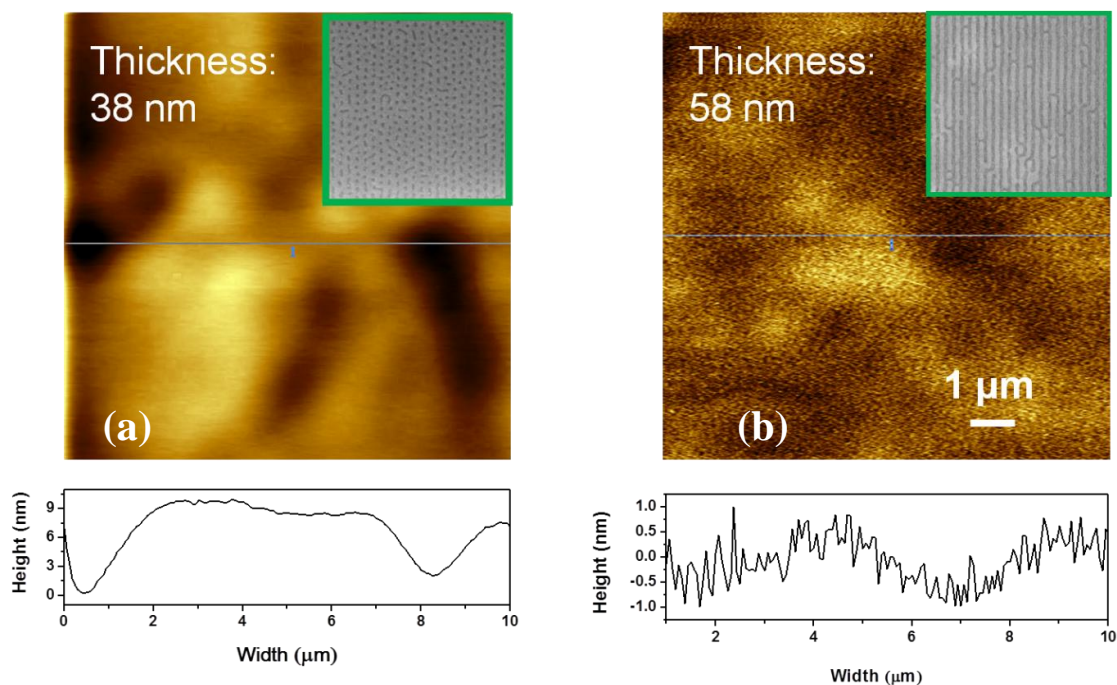 Thickness:
38 nm
(a)
Height (nm)
9
6
3
0
0 2 4 6 8 10
Width (µm)
Thickness:
58 nm
1 µm
(b)
Height (nm)
1.0
0.5
0.0
-0.5
-1.0
2 4 6 8 10
Width (µm)